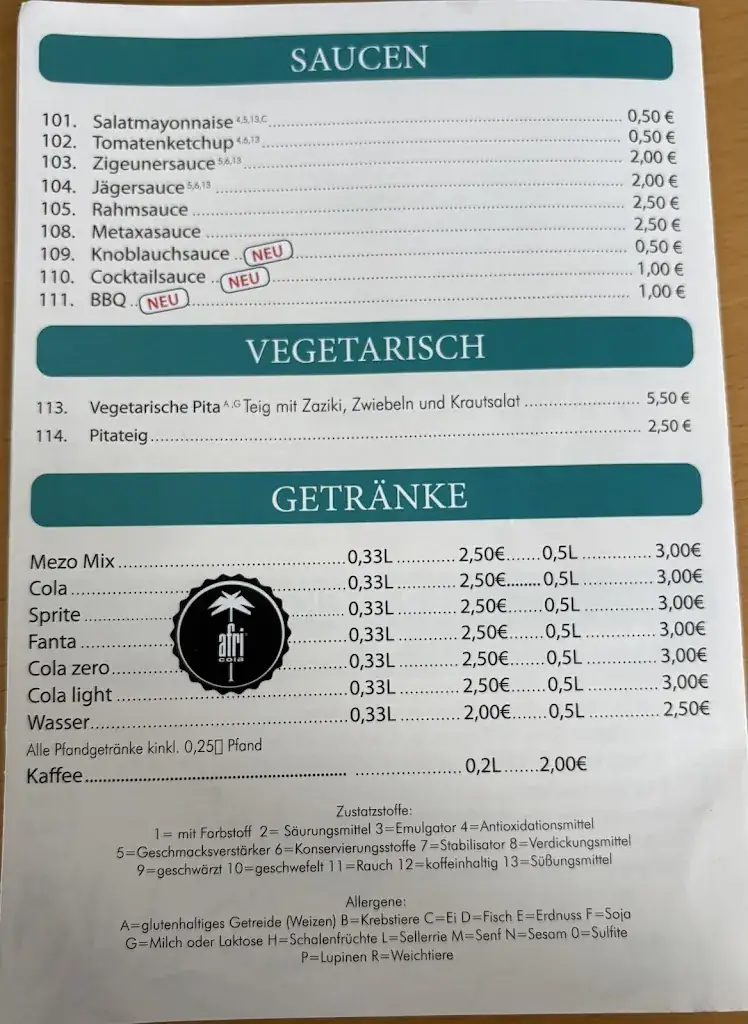 SAUCEN
101. Salatmayonnaise 4,5,13,C 0,50 €
102. Tomatenketchup 4,6,13 0,50 €
103. Zigeunersauce 5,6,13 2,00 €
104. Jägersauce 5,6,13 2,00 €
105. Rahmsauce 2,50 €
108. Metaxasauce 2,50 €
109. Knoblauchsauce NEU 0,50 €
110. Cocktailsauce NEU 1,00 €
111. BBQ NEU 1,00 €
VEGETARISCH
113. Vegetarische Pita A,G Teig mit Zaziki, Zwiebeln und Krautsalat 5,50 €
114. Pitateig 2,50 €
GETRÄNKE
Mezo Mix 0,33L 2,50€ 0,5L 3,00€
Cola 0,33L 2,50€ 0,5L 3,00€
Sprite 0,33L 2,50€ 0,5L 3,00€
Fanta 0,33L 2,50€ 0,5L 3,00€
Cola zero 0,33L 2,50€ 0,5L 3,00€
Cola light 0,33L 2,50€ 0,5L 3,00€
Wasser 0,33L 2,00€ 0,5L 2,50€
afri
cola
Alle Pfandgetränke kinkl. 0,25▯ Pfand
Kaffee 0,2L 2,00€
Zustatzstoffe:
1= mit Farbstoff 2= Säurungsmittel 3=Emulgator 4=Antioxidationsmittel
5=Geschmacksverstärker 6=Konservierungsstoffe 7=Stabilisator 8=Verdickungsmittel
9=geschwärzt 10=geschwefelt 11=Rauch 12=koffeinhaltig 13=Süßungsmittel
Allergene:
A=glutenhaltiges Getreide (Weizen) B=Krebstiere C=Ei D=Fisch E=Erdnuss F=Soja
G=Milch oder Laktose H=Schalenfrüchte L=Sellerrie M=Senf N=Sesam 0=Sulfite
P=Lupinen R=Weichtiere